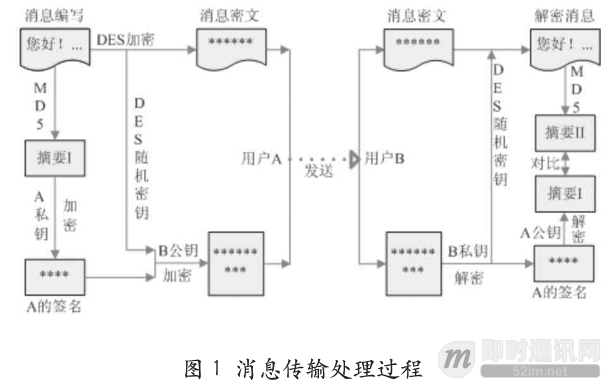 消息编写
消息密文
消息密文
解密消息
您好！...
DES加密
******
******
您好！...
MD5
DES随机密钥
DES随机密钥
MD5
摘要I
摘要II
用户A
发送
用户B
对比
摘要I
A私钥
加密
A公钥
解密
B公钥
加密
******
***
******
***
B私钥
解密
****
****
A的签名
A的签名
即时通讯网
52im.net
图 1 消息传输处理过程